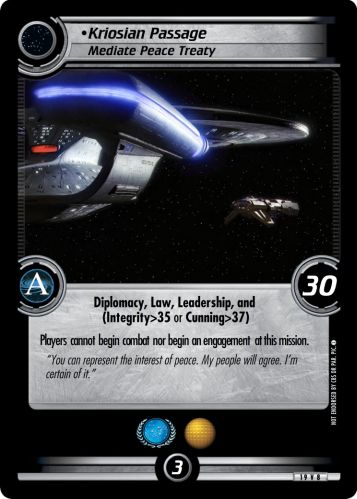 •Kriosian Passage
Mediate Peace Treaty
A
30
Diplomacy, Law, Leadership, and
(Integrity>35 or Cunning>37)
Players cannot begin combat nor begin an engagement at this mission.
"You can represent the interest of peace. My people will agree. I'm
certain of it."
NOT ENDORSED BY CBS OR PAR. PIC.
3
19 V 8